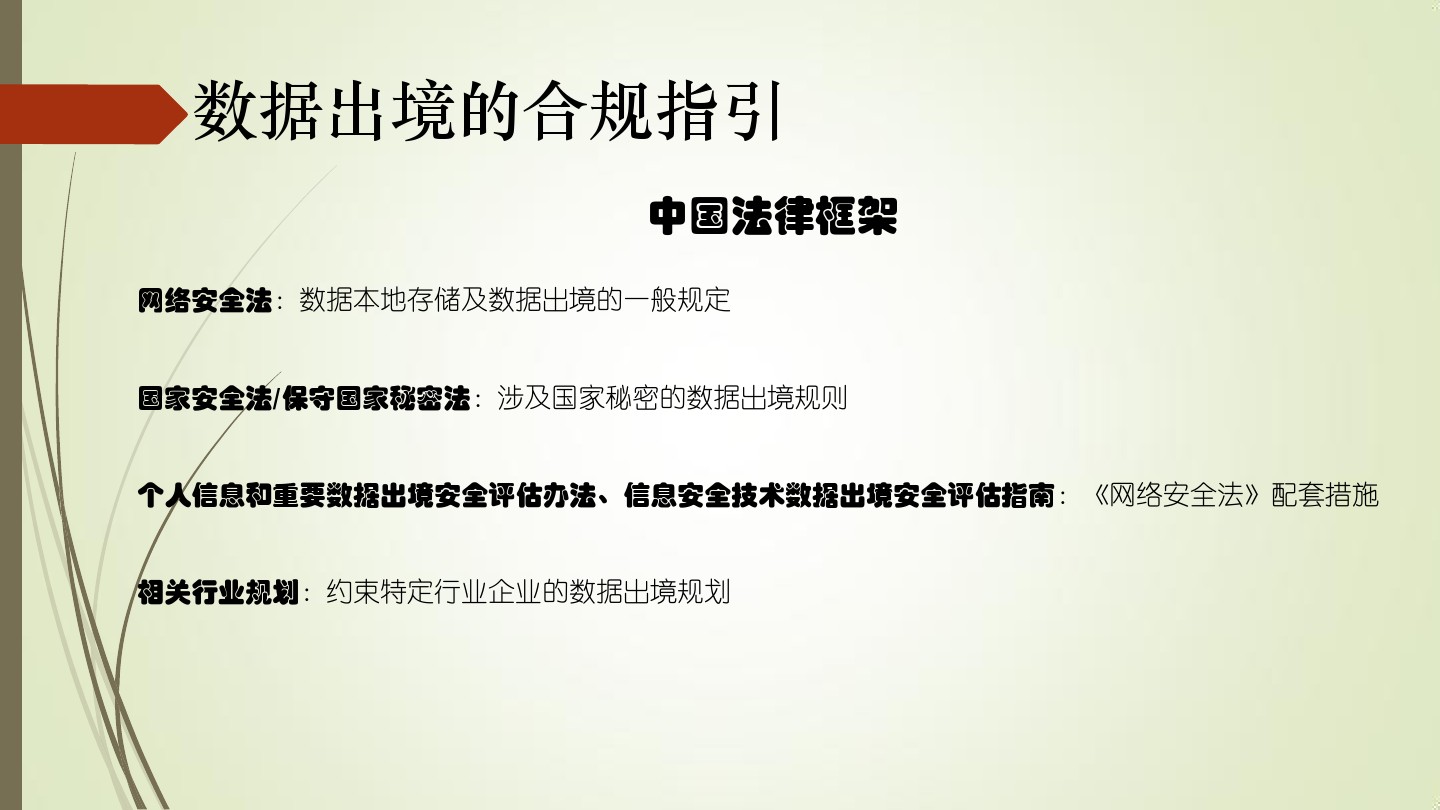 数据出境的合规指引
中国法律框架
网络安全法：数据本地存储及数据出境的一般规定
国家安全法/保守国家秘密法：涉及国家秘密的数据出境规则
个人信息和重要数据出境安全评估办法、信息安全技术数据出境安全评估指南：《网络安全法》配套措施
相关行业规划：约束特定行业企业的数据出境规划